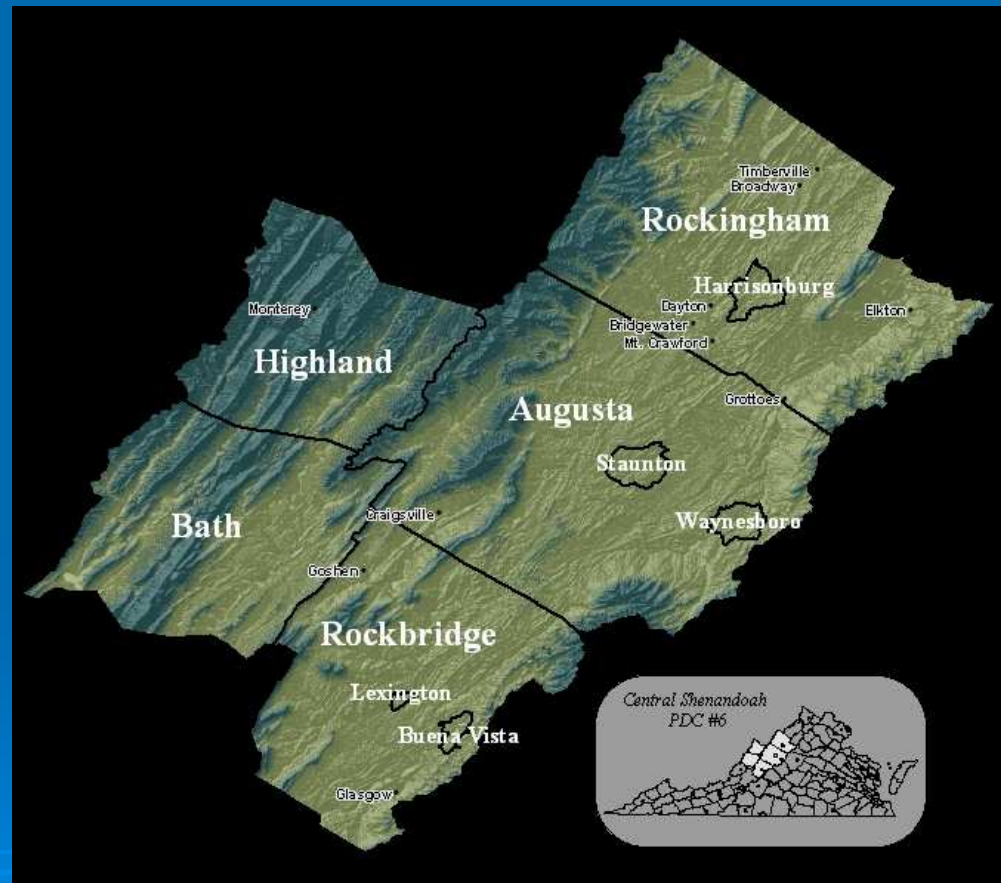 Timberville
Broadway
Rockingham
Harrisonburg
Dayton
Bridgewater
Mt. Crawford
Elkton
Monterey
Highland
Augusta
Grottoes
Staunton
Waynesboro
Craigsville
Bath
Goshen
Rockbridge
Lexington
Buena Vista
Glasgow
Central Shenandoah
PDC #6